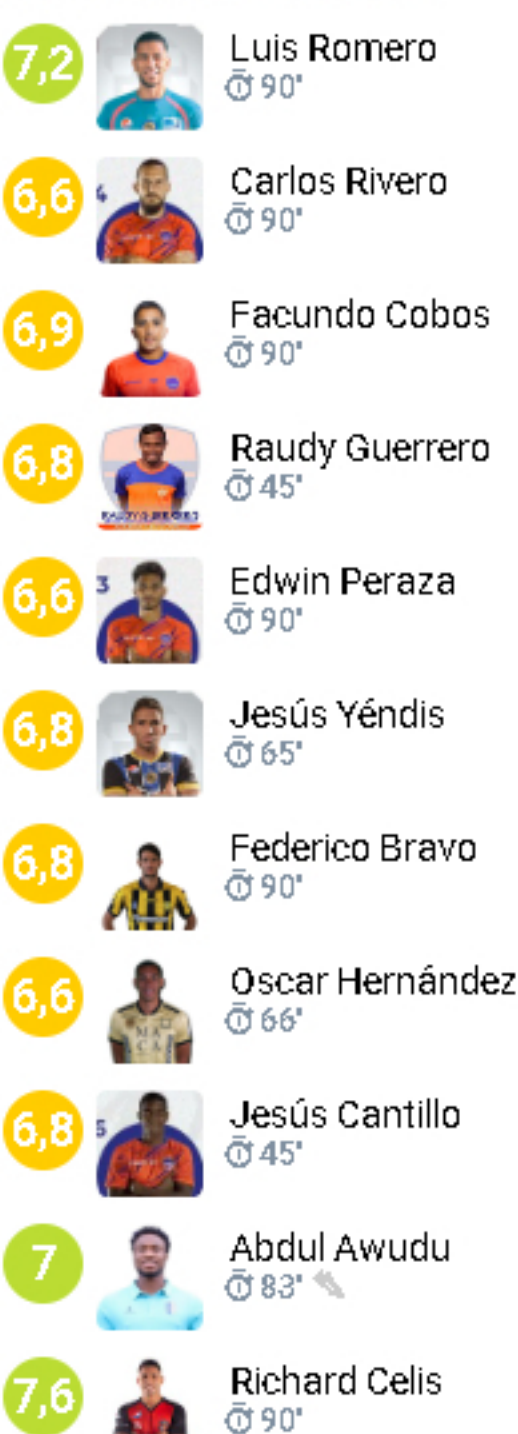 7,2
Luis Romero
90'
6,6
Carlos Rivero
90'
6,9
Facundo Cobos
90'
6,8
Raudy Guerrero
45'
6,6
Edwin Peraza
90'
6,8
Jesús Yéndis
65'
6,8
Federico Bravo
90'
6,6
Oscar Hernández
66'
6,8
Jesús Cantillo
45'
7
Abdul Awudu
83'
7,6
Richard Celis
90'